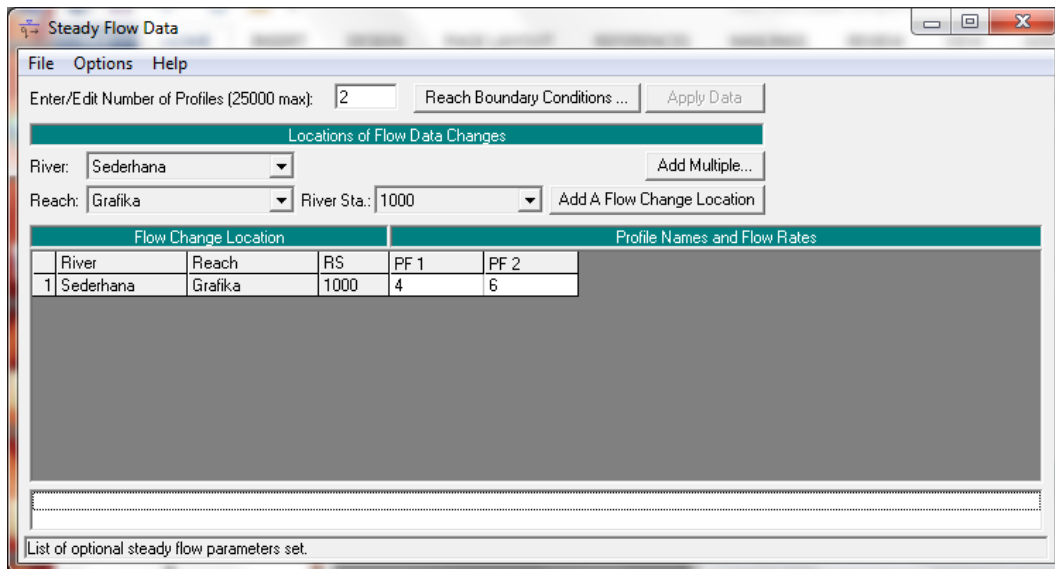 Steady Flow Data
File Options Help
Enter/Edit Number of Profiles (25000 max): 2 Reach Boundary Conditions ... Apply Data
Locations of Flow Data Changes
River: Sederhana Add Multiple...
Reach: Grafika River Sta.: 1000 Add A Flow Change Location
Flow Change Location Profile Names and Flow Rates
River Reach RS PF 1 PF 2
1 Sederhana Grafika 1000 4 6
List of optional steady flow parameters set.